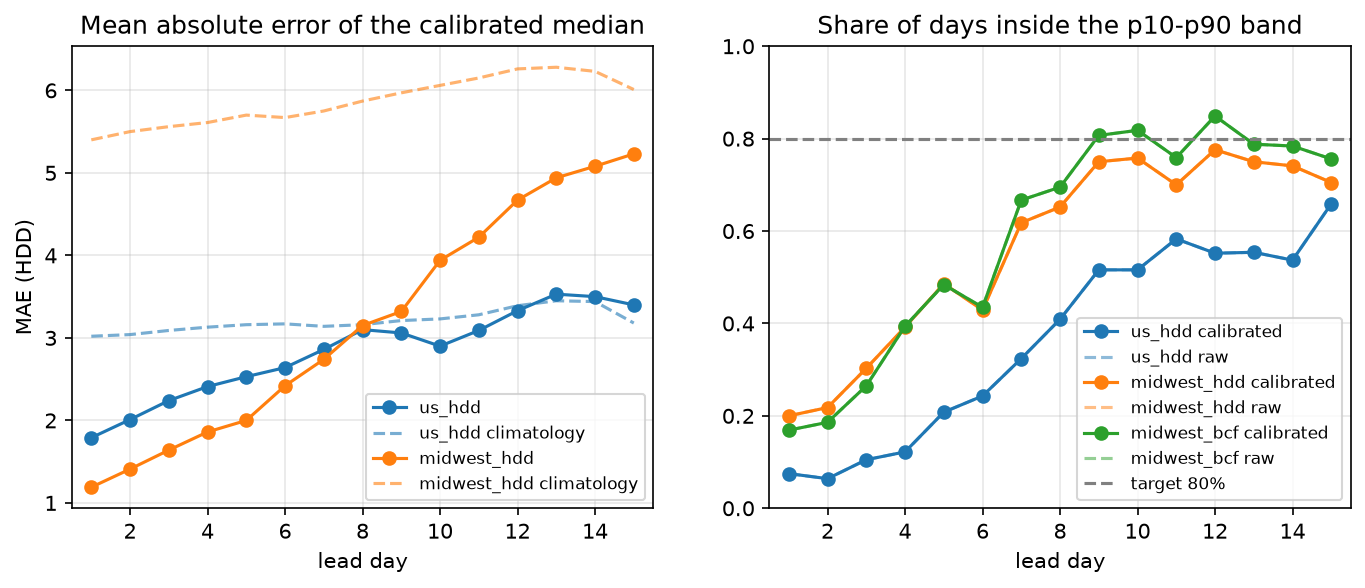 Mean absolute error of the calibrated median
MAE (HDD)
6
5
4
3
2
1
2 4 6 8 10 12 14
lead day
us_hdd
us_hdd climatology
midwest_hdd
midwest_hdd climatology
Share of days inside the p10-p90 band
1.0
0.8
0.6
0.4
0.2
0.0
2 4 6 8 10 12 14
lead day
us_hdd calibrated
us_hdd raw
midwest_hdd calibrated
midwest_hdd raw
midwest_bcf calibrated
midwest_bcf raw
target 80%